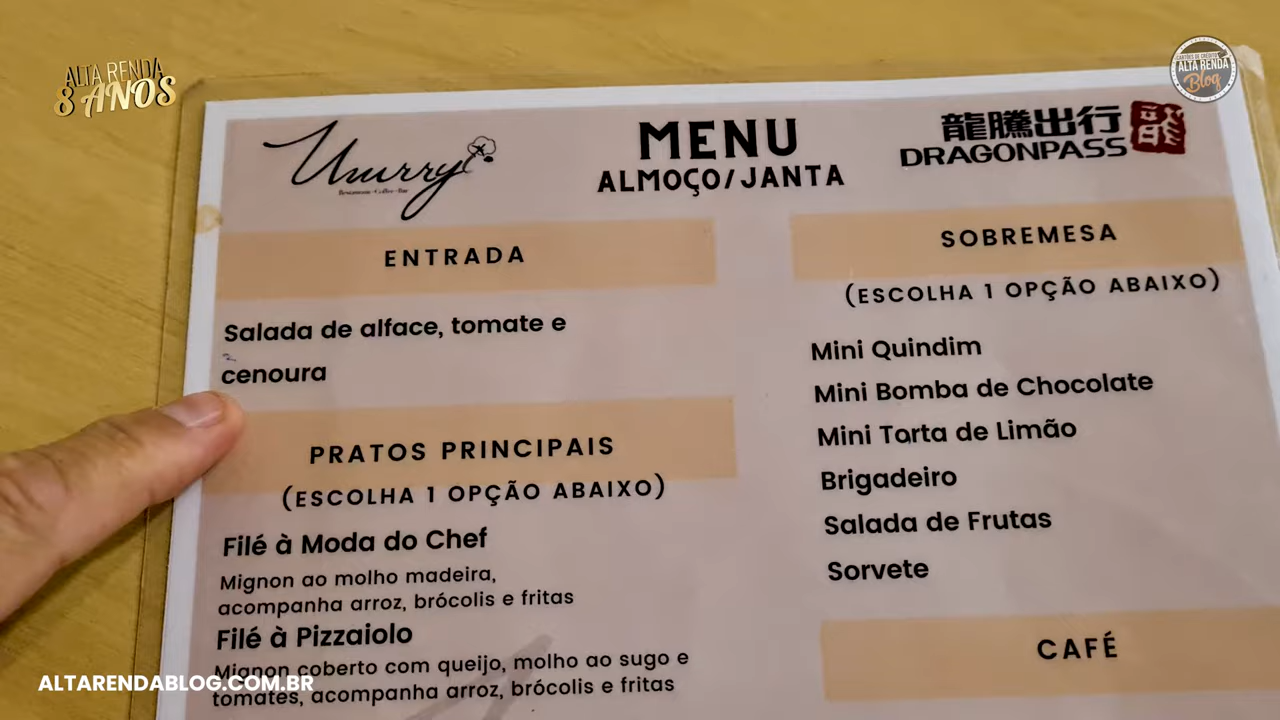 ALTA RENDA
8 ANOS
CARTÕES DE CRÉDITO
ALTA RENDA
Blog
Unurry
MENU
ALMOÇO/JANTA
龍騰出行
DRAGONPASS
ENTRADA
Salada de alface, tomate e
cenoura
PRATOS PRINCIPAIS
(ESCOLHA 1 OPÇÃO ABAIXO)
Filé à Moda do Chef
Mignon ao molho madeira,
acompanha arroz, brócolis e fritas
Filé à Pizzaiolo
Mignon coberto com queijo, molho ao sugo e
tomates, acompanha arroz, brócolis e fritas
SOBREMESA
(ESCOLHA 1 OPÇÃO ABAIXO)
Mini Quindim
Mini Bomba de Chocolate
Mini Torta de Limão
Brigadeiro
Salada de Frutas
Sorvete
CAFÉ
ALTARENDABLOG.COM.BR